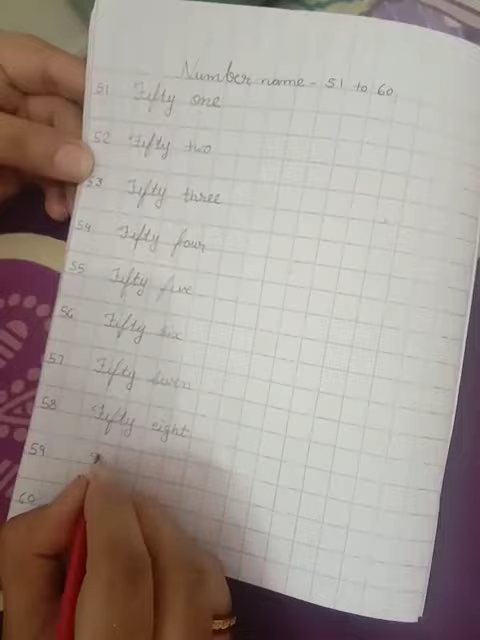 Number name - 51 to 60
51 Fifty one
52 Fifty two
53 Fifty three
54 Fifty four
55 Fifty five
56 Fifty six
57 Fifty seven
58 Fifty eight
59
60